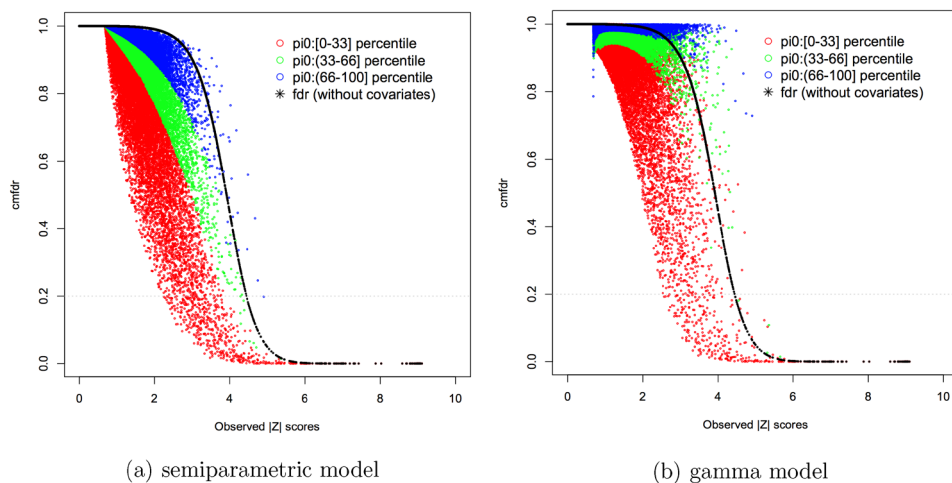 pi0:[0-33] percentile
pi0:(33-66] percentile
pi0:(66-100] percentile
fdr (without covariates)
cmfdr
1.0
0.8
0.6
0.4
0.2
0.0
0 2 4 6 8 10
Observed |Z| scores
(a) semiparametric model
pi0:[0-33] percentile
pi0:(33-66] percentile
pi0:(66-100] percentile
fdr (without covariates)
cmfdr
1.0
0.8
0.6
0.4
0.2
0.0
0 2 4 6 8 10
Observed |Z| scores
(b) gamma model